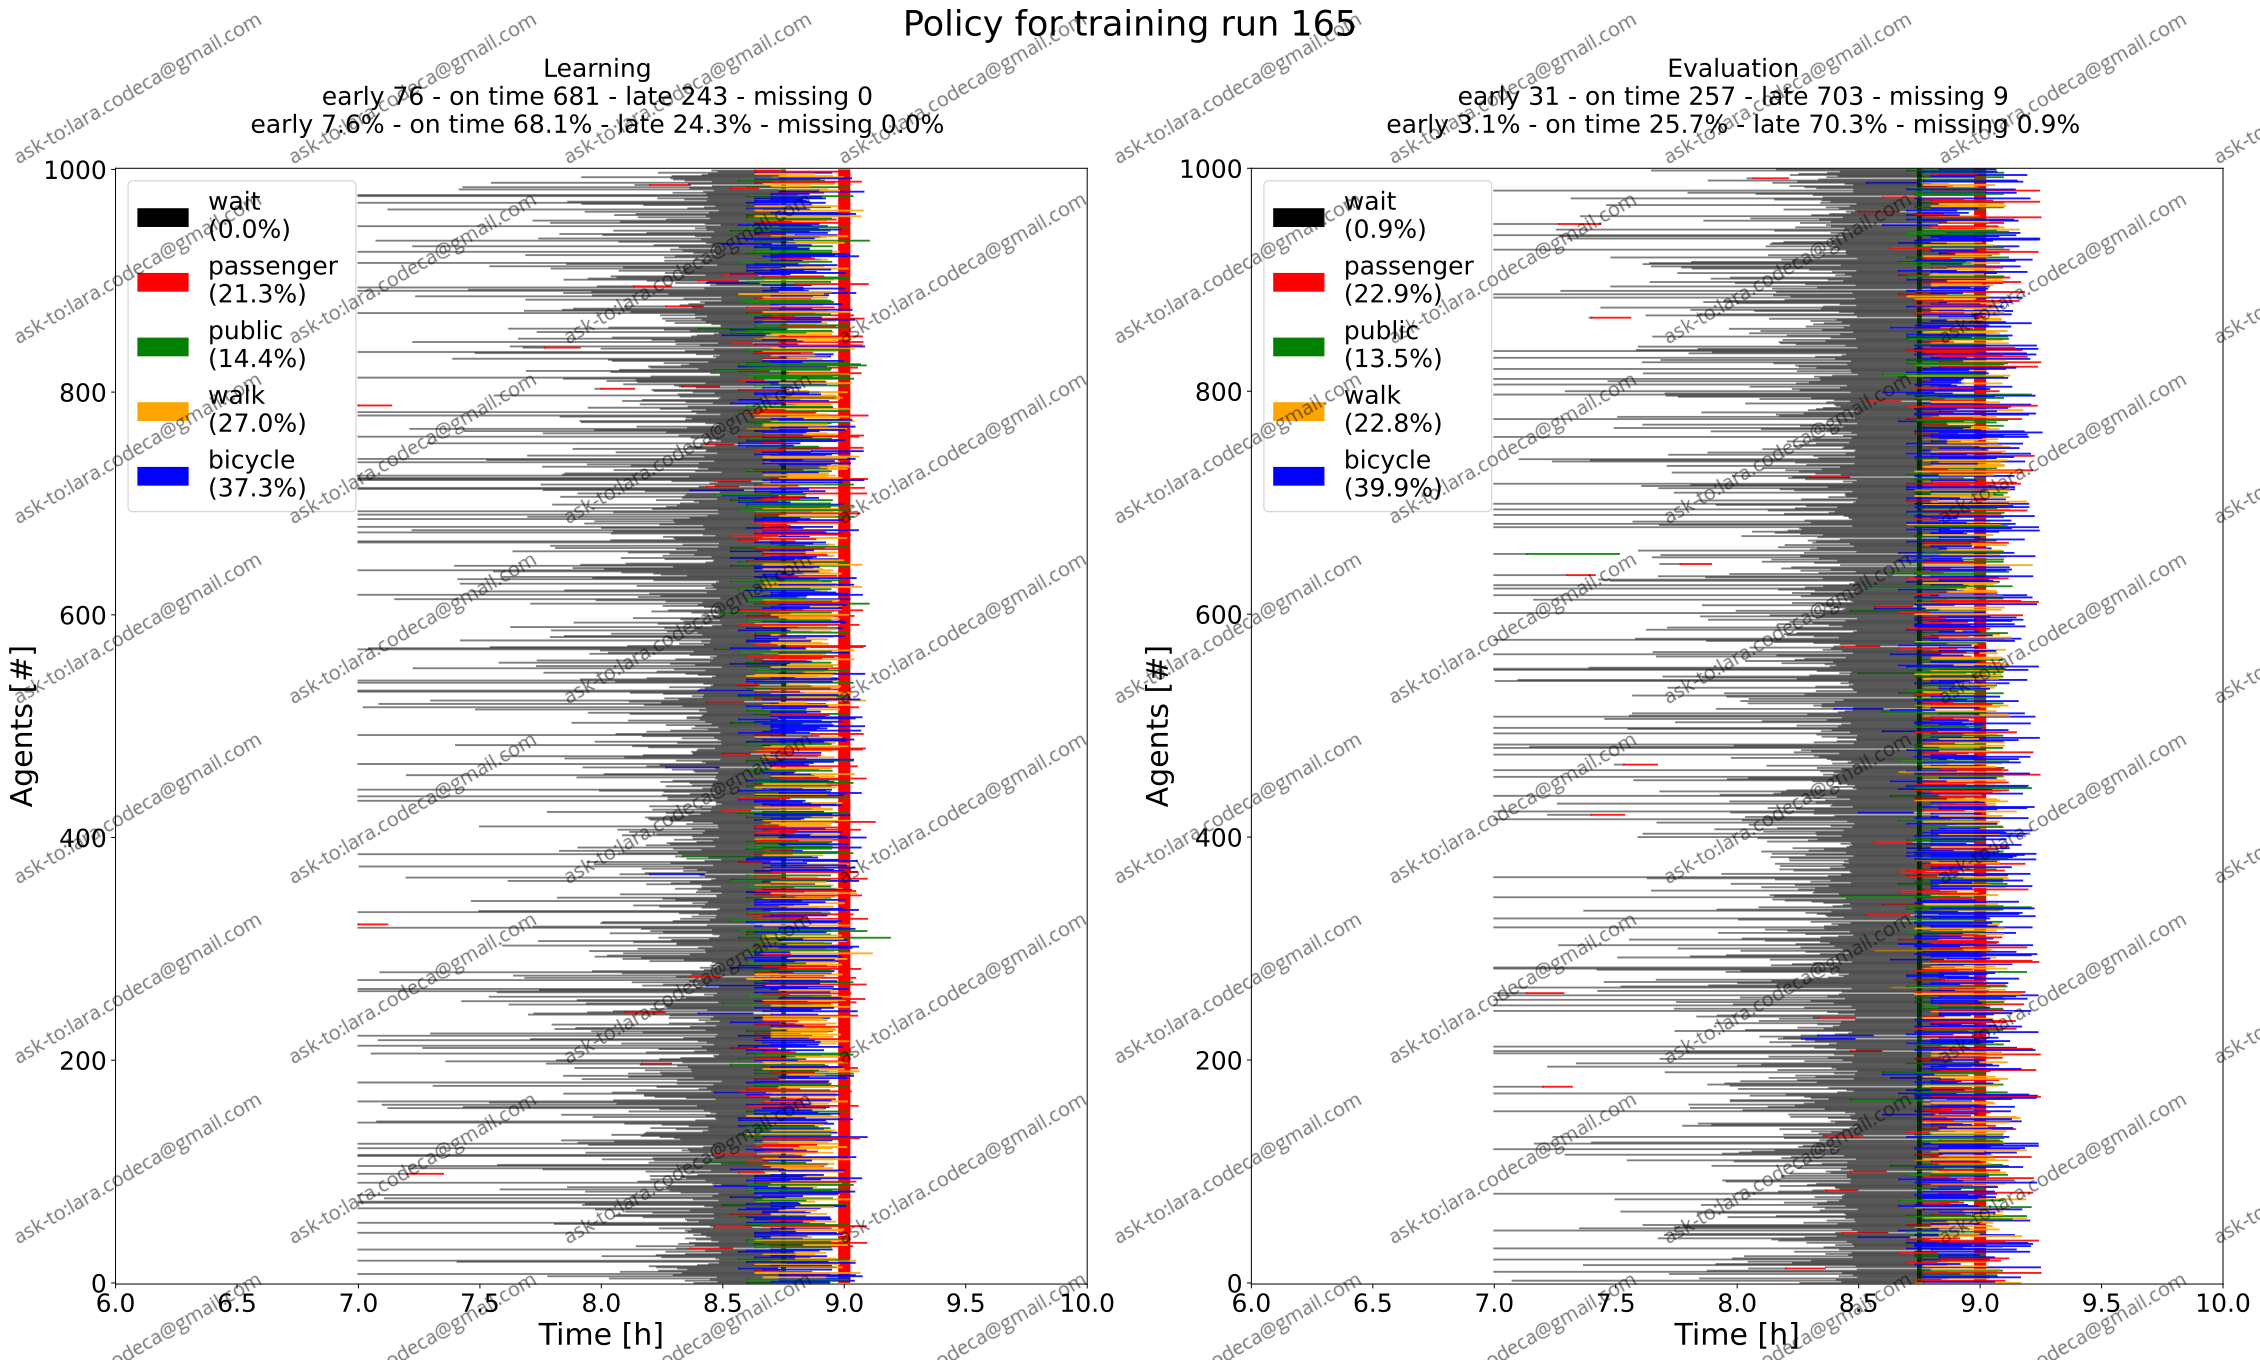 Policy for training run 165
Learning
early 76 - on time 681 - late 243 - missing 0
early 7.6% - on time 68.1% - late 24.3% - missing 0.0%
Agents [#]
1000
800
600
400
200
0
wait
(0.0%)
passenger
(21.3%)
public
(14.4%)
walk
(27.0%)
bicycle
(37.3%)
6.0 6.5 7.0 7.5 8.0 8.5 9.0 9.5 10.0
Time [h]
Evaluation
early 31 - on time 257 - late 703 - missing 9
early 3.1% - on time 25.7% - late 70.3% - missing 0.9%
Agents [#]
1000
800
600
400
200
0
wait
(0.9%)
passenger
(22.9%)
public
(13.5%)
walk
(22.8%)
bicycle
(39.9%)
6.0 6.5 7.0 7.5 8.0 8.5 9.0 9.5 10.0
Time [h]
ask-to:lara.codeca@gmail.com